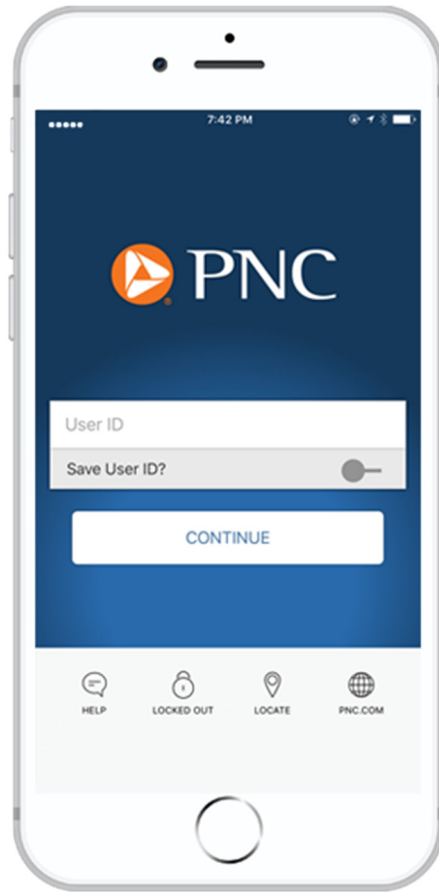 7:42 PM
PNC
User ID
Save User ID?
CONTINUE
HELP LOCKED OUT LOCATE PNC.COM